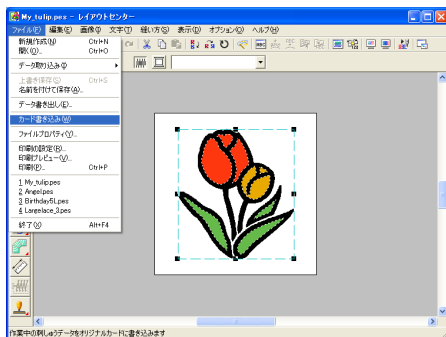 My_tulip.pes - レイアウトセンター
ファイル(F) 編集(E) 画像(I) 文字(T) 縫い方(S) 表示(D) オプション(O) ヘルプ(H)
新規作成(N) Ctrl+N
開く(O)... Ctrl+O
データ取り込み(I)
上書き保存(S) Ctrl+S
名前を付けて保存(A)...
データ書き出し(E)...
カード書き込み(W)
ファイルプロパティ(Y)...
印刷の設定(R)...
印刷プレビュー(V)...
印刷(P)... Ctrl+P
1 My_tulip.pes
2 Angel.pes
3 Birthday5L.pes
4 Largelace_3.pes
終了(X) Alt+F4
作業中の刺しゅうデータをオリジナルカードに書き込みます